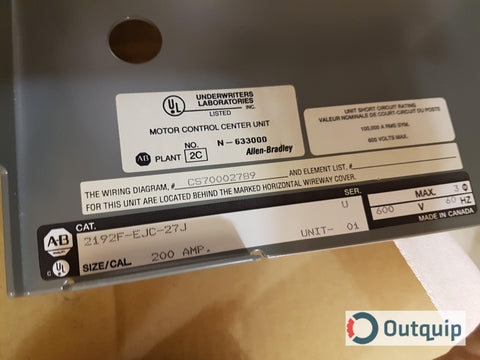 UL
UNDERWRITERS
LABORATORIES INC.
LISTED
MOTOR CONTROL CENTER UNIT
NO. N-633000
AB PLANT 2C Allen-Bradley
UNIT SHORT CIRCUIT RATING
VALEUR NOMINALE DE COURT-CIRCUIT DU POSTE
100,000 A RMS SYM.
600 VOLTS MAX.
THE WIRING DIAGRAM, # CS70002789 AND ELEMENT LIST, #
FOR THIS UNIT ARE LOCATED BEHIND THE MARKED HORIZONTAL WIREWAY COVER.
A-B
QUALITY
C UL
CAT. SER. MAX. 3 Ø
2192F-EJC-27J U 600 V 60 HZ
SIZE/CAL. 200 AMP. UNIT- 01 MADE IN CANADA
Outquip